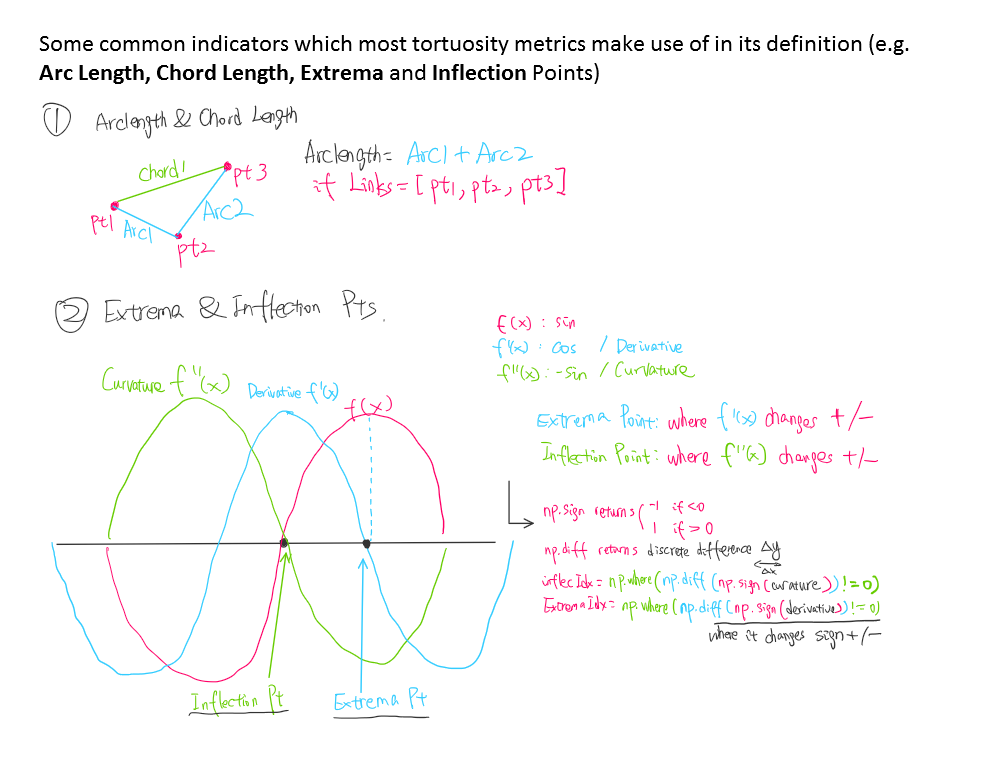 Some common indicators which most tortuosity metrics make use of in its definition (e.g.
Arc Length, Chord Length, Extrema and Inflection Points)
① Arclength & Chord Length
Chord1
pt3
Arc2
pt1
Arc1
pt2
Arclength = Arc1 + Arc2
if Links = [pt1, pt2, pt3]
② Extrema & Inflection Pts.
f(x) : sin
f'(x) : cos / Derivative
f''(x) : -sin / Curvature
Curvature f''(x)
Derivative f'(x)
f(x)
Extrema Point: where f'(x) changes +/-
Inflection Point: where f''(x) changes +/-
np.sign returns ( -1 if <0
1 if >0
np.diff returns discrete difference Δy
Δx
inflecIdx = np.where(np.diff(np.sign(curature))!=0)
ExtremaIdx = np.where(np.diff(np.sign(derivative))!=0)
where it changes sign +/-
Inflection Pt
Extrema Pt